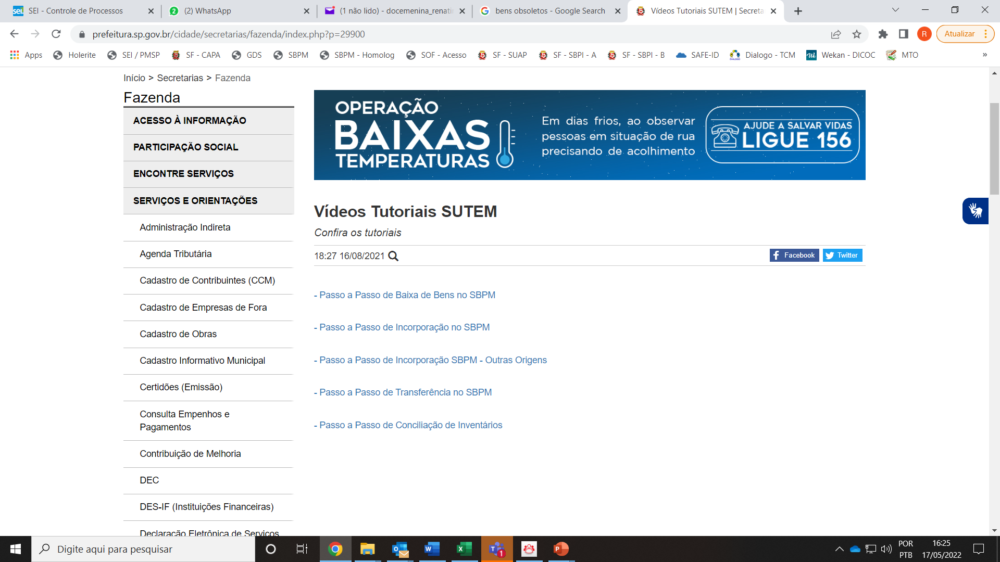 sei! SEI - Controle de Processos
2 (2) WhatsApp
(1 não lido) - docemenina_renatin
bens obsoletos - Google Search
Vídeos Tutoriais SUTEM | Secreta
prefeitura.sp.gov.br/cidade/secretarias/fazenda/index.php?p=29900
R
Atualizar
Apps
Holerite
SEI / PMSP
SF - CAPA
GDS
SBPM
SBPM - Homolog
SOF - Acesso
SF - SUAP
SF - SBPI - A
SF - SBPI - B
SAFE-ID
Dialogo - TCM
Wekan - DICOC
MTO
»
Início > Secretarias > Fazenda
Fazenda
ACESSO À INFORMAÇÃO
PARTICIPAÇÃO SOCIAL
ENCONTRE SERVIÇOS
SERVIÇOS E ORIENTAÇÕES
Administração Indireta
Agenda Tributária
Cadastro de Contribuintes (CCM)
Cadastro de Empresas de Fora
Cadastro de Obras
Cadastro Informativo Municipal
Certidões (Emissão)
Consulta Empenhos e
Pagamentos
Contribuição de Melhoria
DEC
DES-IF (Instituições Financeiras)
Declaração Eletrônica de Serviços
OPERAÇÃO
BAIXAS
TEMPERATURAS
Em dias frios, ao observar
pessoas em situação de rua
precisando de acolhimento
AJUDE A SALVAR VIDAS
LIGUE 156
Vídeos Tutoriais SUTEM
Confira os tutoriais
18:27 16/08/2021
Facebook
Twitter
- Passo a Passo de Baixa de Bens no SBPM
- Passo a Passo de Incorporação no SBPM
- Passo a Passo de Incorporação SBPM - Outras Origens
- Passo a Passo de Transferência no SBPM
- Passo a Passo de Conciliação de Inventários
Digite aqui para pesquisar
POR
PTB
16:25
17/05/2022